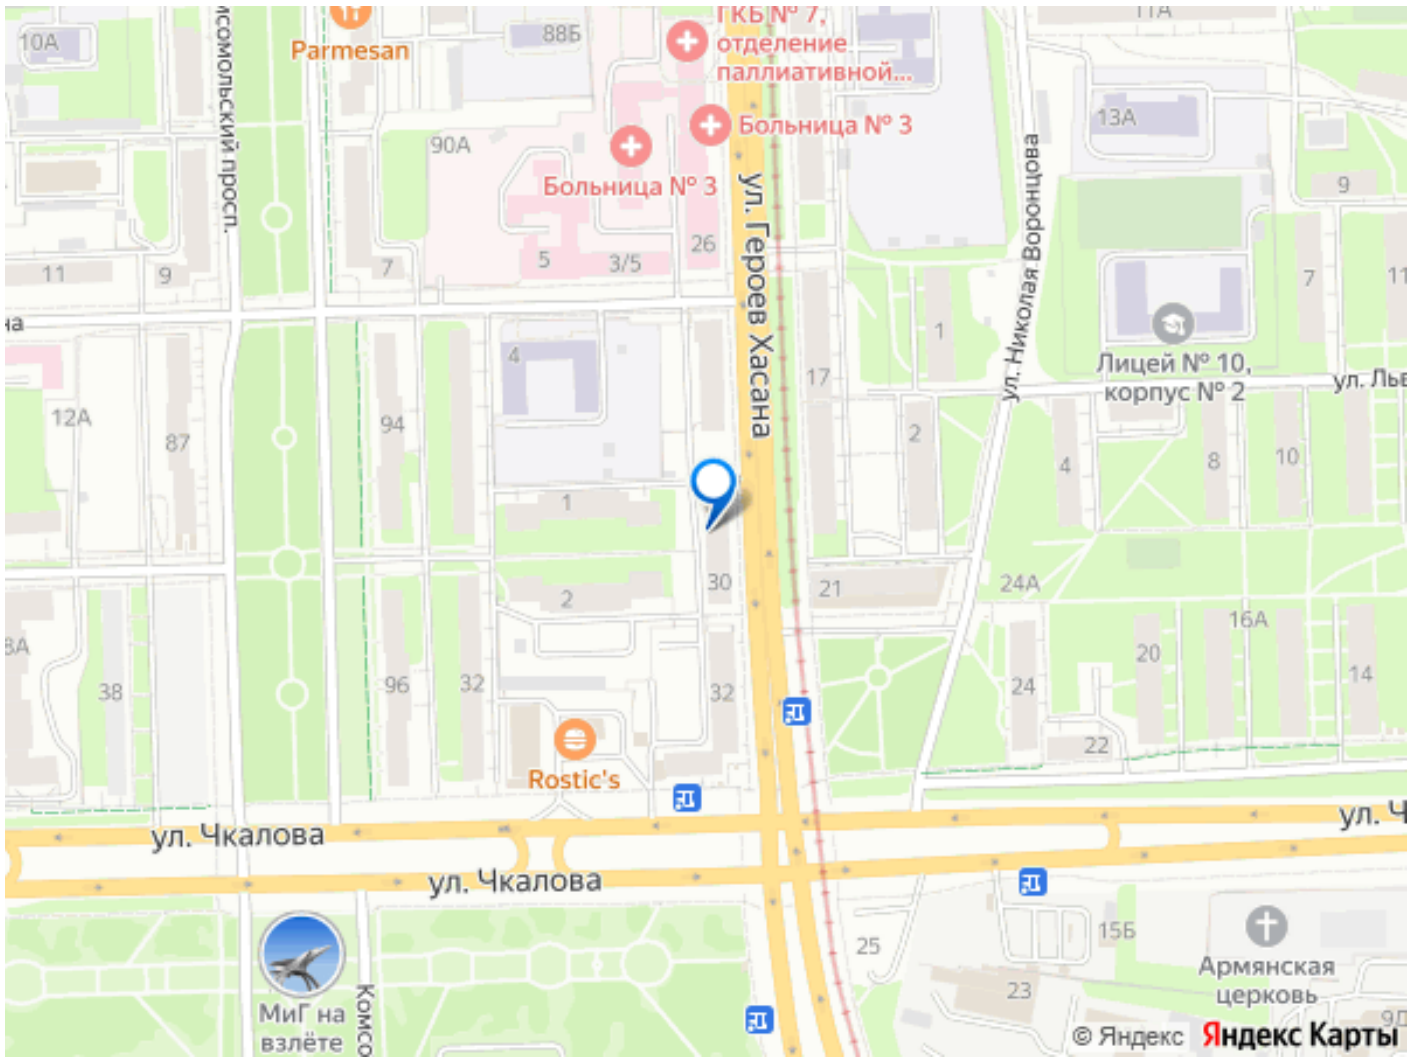 10А
Parmesan
88Б
ГКБ № 7,
отделение
паллиативной...
11А
Больница № 3
Больница № 3
90А
13А
9
11
9
7
5
3/5
26
7
11
ул. Героев Хасана
ул. Николая Воронцова
Лицей № 10,
корпус № 2
4
1
17
12А
87
94
2
4
8
10
1
30
21
24А
2
16А
20
38
96
32
32
24
14
22
Rostic's
ул. Чкалова
ул. Чкалова
25
15Б
23
Армянская
церковь
МиГ на
взлёте
© Яндекс Яндекс Карты